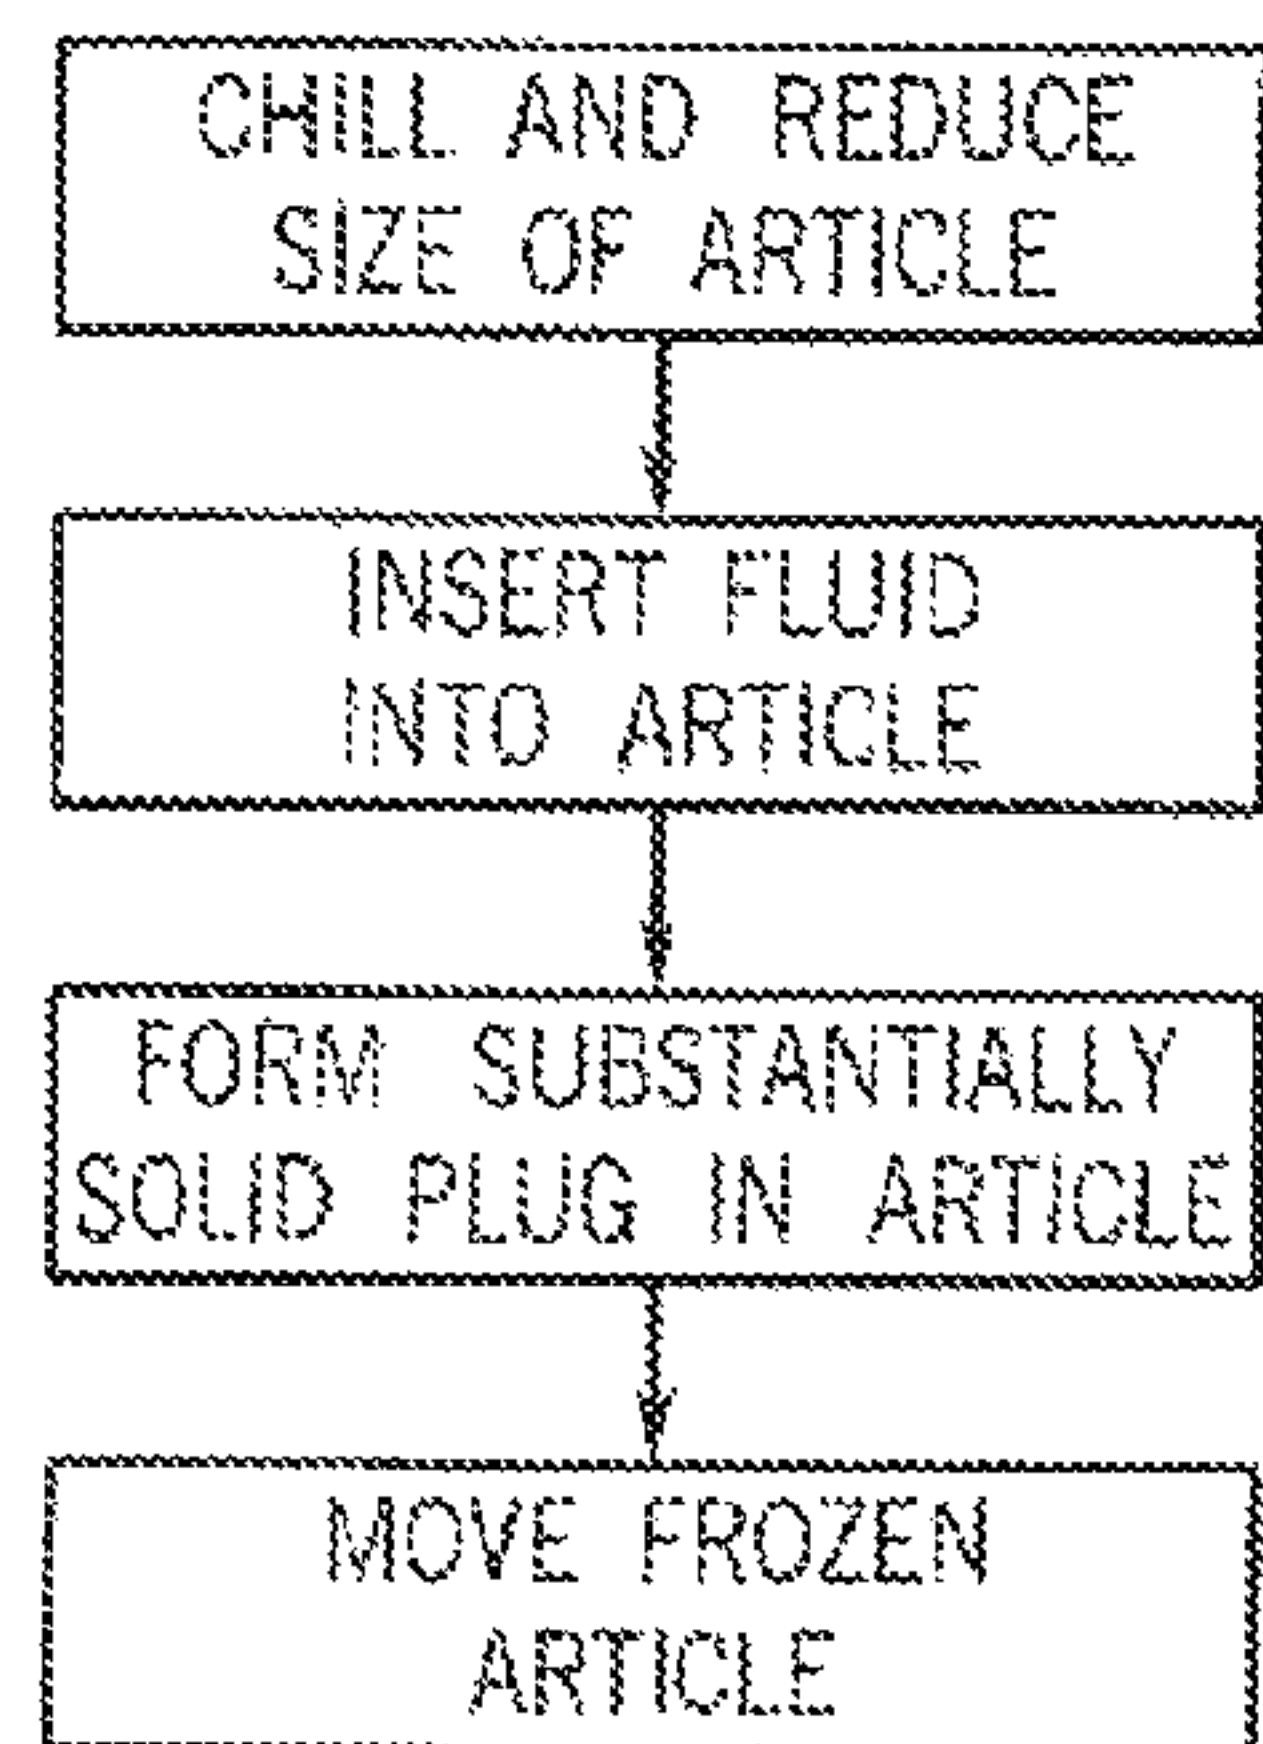 CHILL AND REDUCE
SIZE OF ARTICLE
INSERT FLUID
INTO ARTICLE
FORM SUBSTANTIALLY
SOLID PLUG IN ARTICLE
MOVE FROZEN
ARTICLE